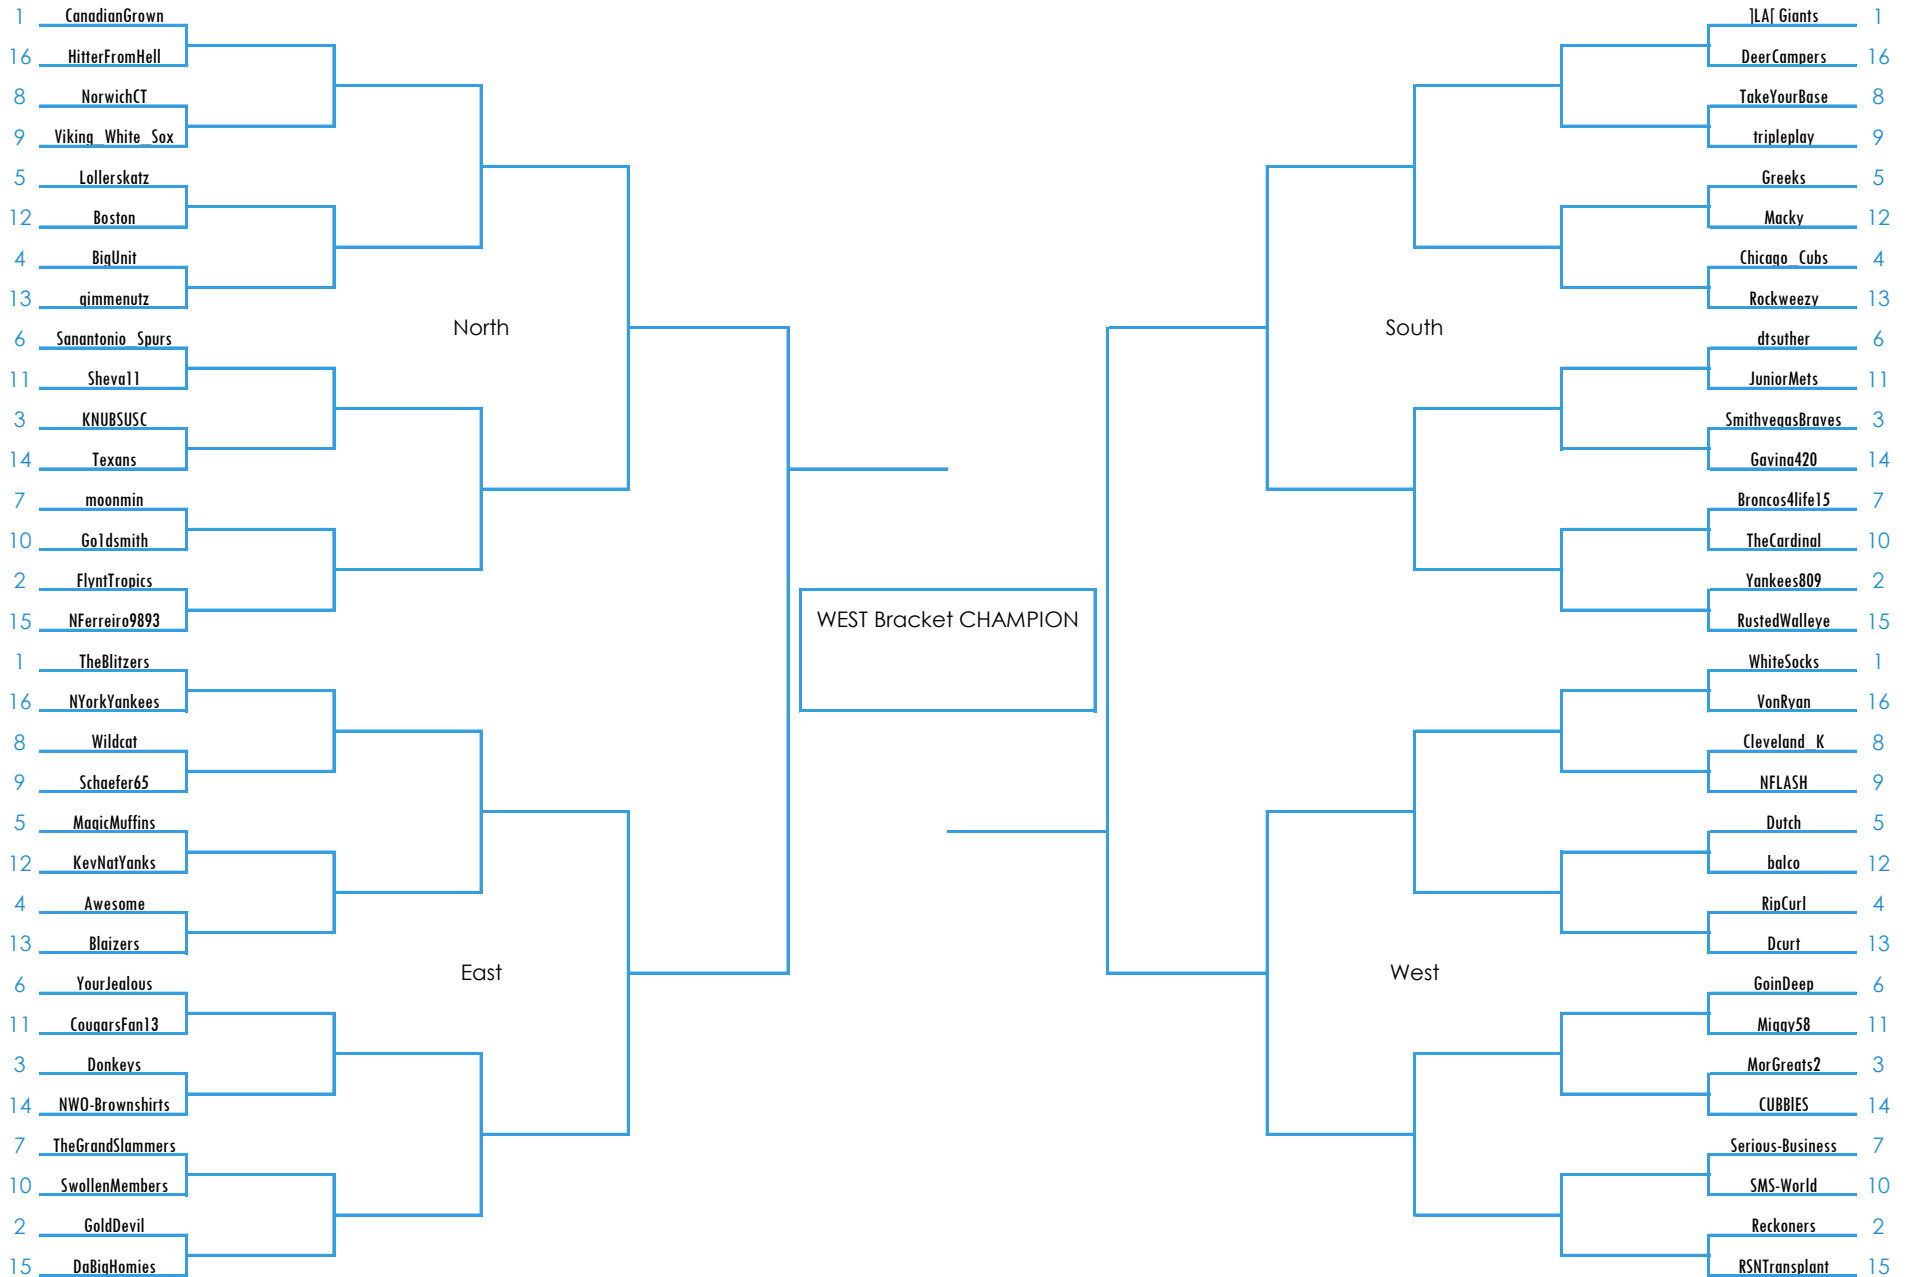 1 CanadianGrown
16 HitterFromHell
8 NorwichCT
9 Viking_White_Sox
5 Lollerskatz
12 Boston
4 BigUnit
13 gimmenutz
6 Sanantonio_Spurs
11 Sheva11
3 KNUBSUSC
14 Texans
7 moonmin
10 Go1dsmith
2 FlyntTropics
15 NFerreiro9893
North
1 TheBlitzers
16 NYorkYankees
8 Wildcat
9 Schaefer65
5 MagicMuffins
12 KevNatYanks
4 Awesome
13 Blaizers
6 YourJealous
11 CougarsFan13
3 Donkeys
14 NWO-Brownshirts
7 TheGrandSlammers
10 SwollenMembers
2 GoldDevil
15 DaBigHomies
East
WEST Bracket CHAMPION
]LA[ Giants 1
DeerCampers 16
TakeYourBase 8
tripleplay 9
Greeks 5
Macky 12
Chicago_Cubs 4
Rockweezy 13
dtsuther 6
JuniorMets 11
SmithvegasBraves 3
Gavina420 14
Broncos4life15 7
TheCardinal 10
Yankees809 2
RustedWalleye 15
South
WhiteSocks 1
VonRyan 16
Cleveland_K 8
NFLASH 9
Dutch 5
balco 12
RipCurl 4
Dcurt 13
GoinDeep 6
Miggy58 11
MorGreats2 3
CUBBIES 14
Serious-Business 7
SMS-World 10
Reckoners 2
RSNTransplant 15
West